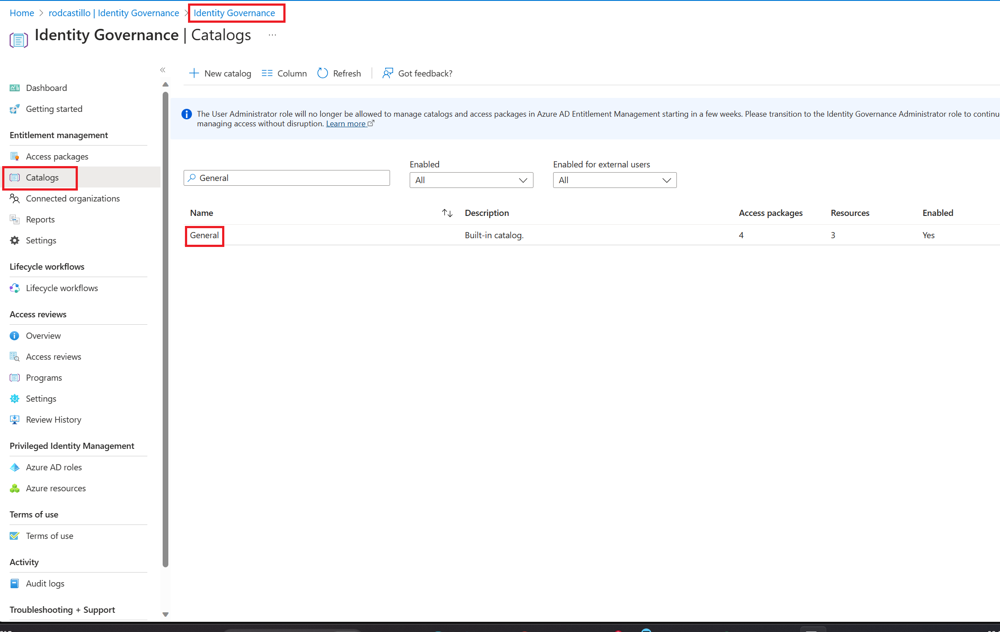 Home > rodcastillo | Identity Governance > Identity Governance
Identity Governance | Catalogs ...
«
New catalog Column Refresh Got feedback?
Dashboard
Getting started
Entitlement management
Access packages
Catalogs
Connected organizations
Reports
Settings
Lifecycle workflows
Lifecycle workflows
Access reviews
Overview
Access reviews
Programs
Settings
Review History
Privileged Identity Management
Azure AD roles
Azure resources
Terms of use
Terms of use
Activity
Audit logs
Troubleshooting + Support
The User Administrator role will no longer be allowed to manage catalogs and access packages in Azure AD Entitlement Management starting in a few weeks. Please transition to the Identity Governance Administrator role to continue
managing access without disruption. Learn more
General
Enabled
All
Enabled for external users
All
Name Description Access packages Resources Enabled
General Built-in catalog. 4 3 Yes